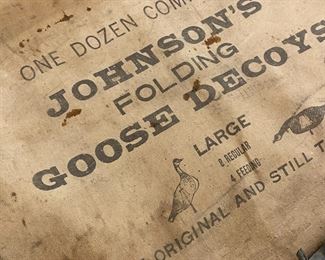 ONE DOZEN COM
JOHNSON'S
FOLDING
GOOSE DECOYS
LARGE
8 REGULAR
4 FEEDING
ORIGINAL AND STILL T